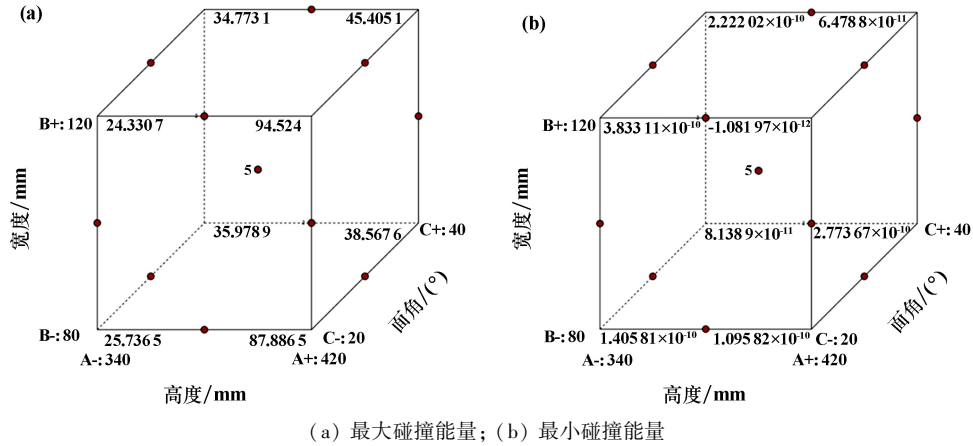 (a)
34.773 1
45.405 1
B+: 120
24.330 7
94.524
5
宽度/mm
35.978 9
38.567 6
C+: 40
面角/(°)
B-: 80
25.736 5
87.886 5
C-: 20
A-: 340
A+: 420
高度/mm
(b)
2.222 02×10⁻¹⁰
6.478 8×10⁻¹¹
B+: 120
3.833 11×10⁻¹⁰
-1.081 97×10⁻¹²
5
宽度/mm
8.138 9×10⁻¹¹
2.773 67×10⁻¹⁰
C+: 40
面角/(°)
B-: 80
1.405 81×10⁻¹⁰
1.095 82×10⁻¹⁰
C-: 20
A-: 340
A+: 420
高度/mm
(a) 最大碰撞能量; (b) 最小碰撞能量